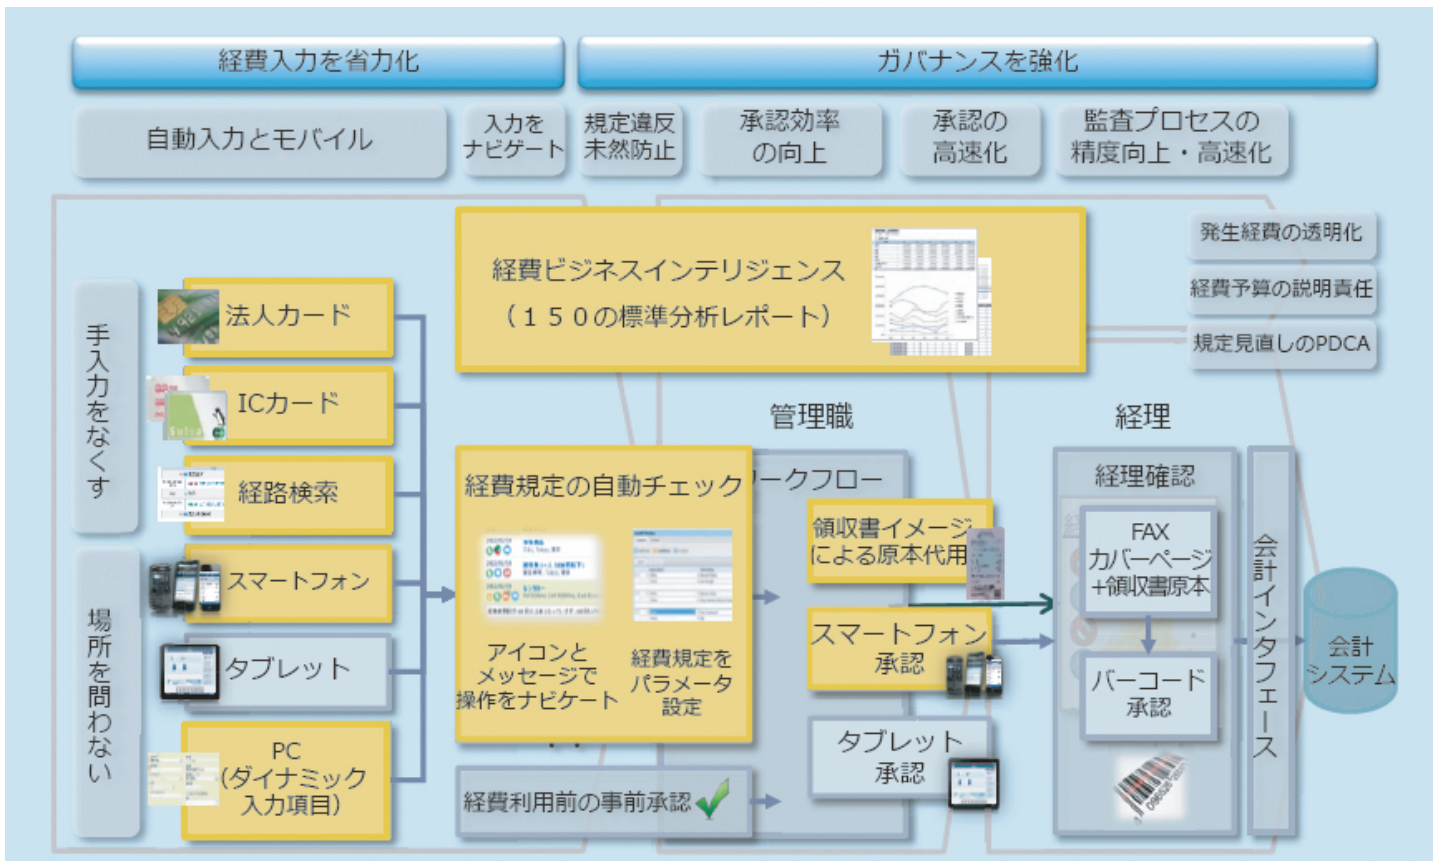 経費入力を省力化
ガバナンスを強化
自動入力とモバイル
入力を
ナビゲート
規定違反
未然防止
承認効率
の向上
承認の
高速化
監査プロセスの
精度向上・高速化
経費ビジネスインテリジェンス
（１５０の標準分析レポート）
発生経費の透明化
経費予算の説明責任
規定見直しのPDCA
手入力をなくす
法人カード
ICカード
Suica
経路検索
場所を問わない
スマートフォン
タブレット
PC
（ダイナミック
入力項目）
経費規定の自動チェック
アイコンと
メッセージで
操作をナビゲート
経費規定を
パラメータ
設定
経費利用前の事前承認
管理職
ークフロー
領収書イメージ
による原本代用
スマートフォン
承認
タブレット
承認
経理
経理確認
FAX
カバーページ
+領収書原本
バーコード
承認
会計インタフェース
会計
システム